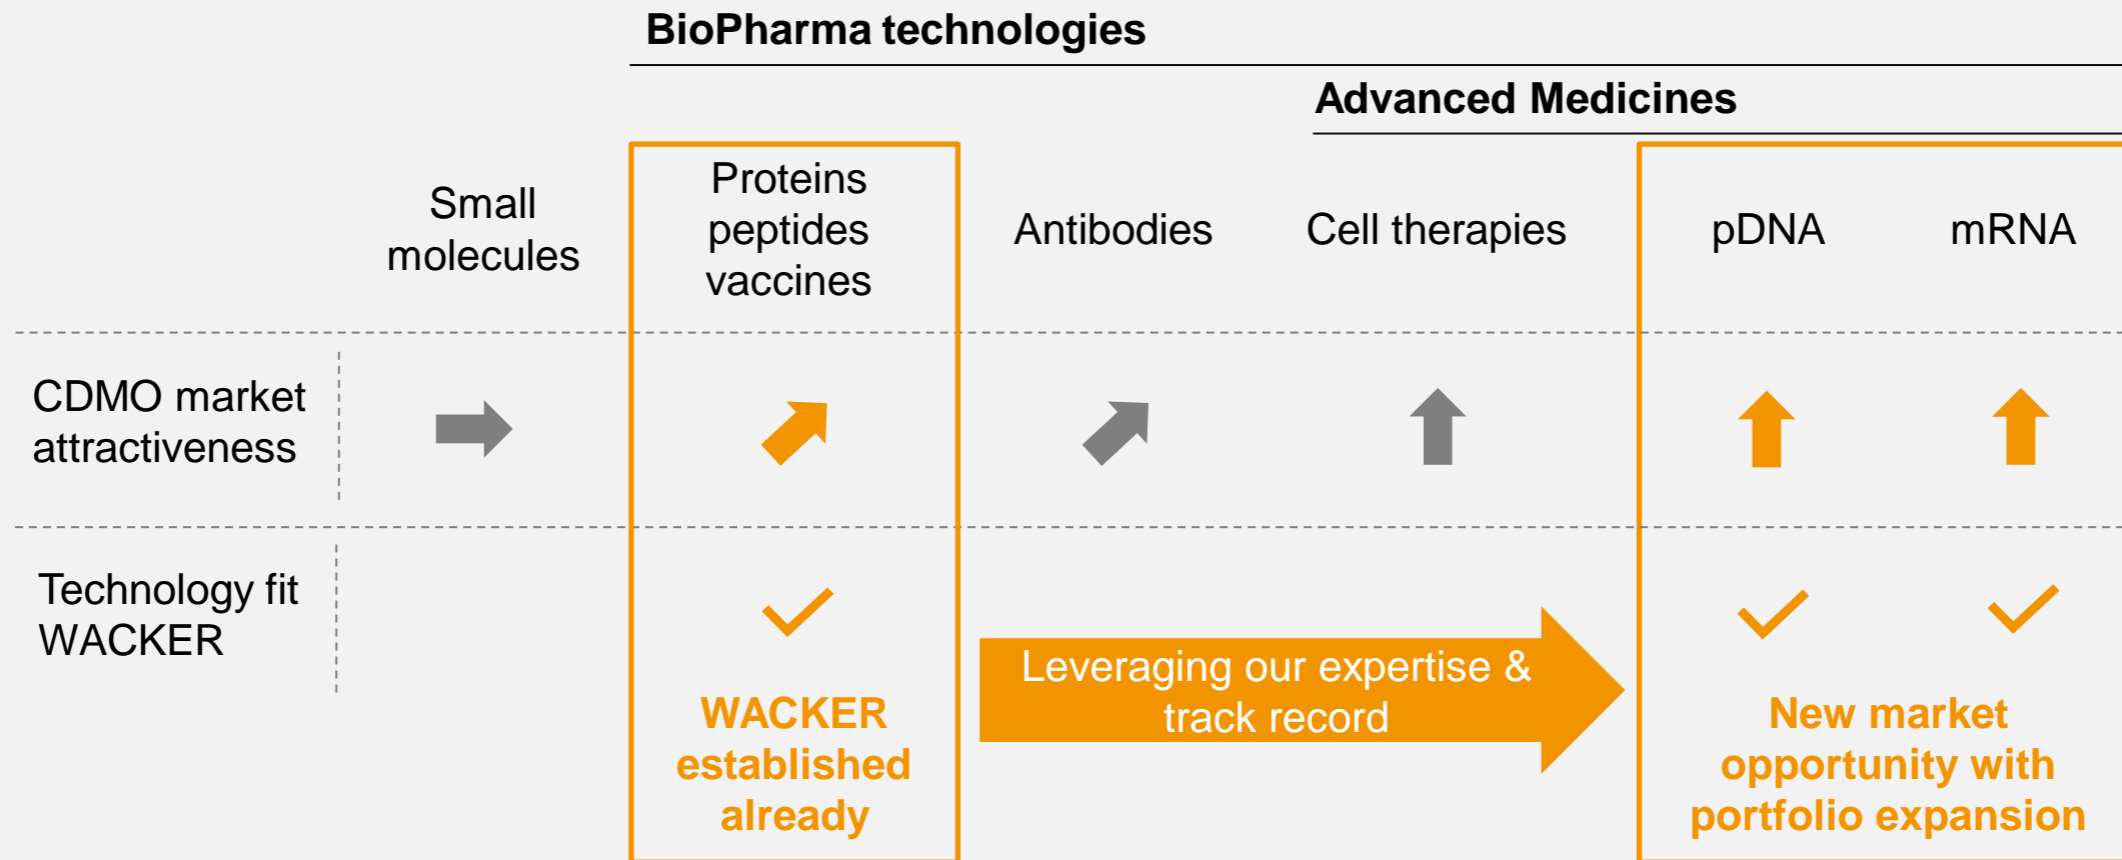 BioPharma technologies
Advanced Medicines
Small
molecules
Proteins
peptides
vaccines
Antibodies
Cell therapies
pDNA
mRNA
CDMO market
attractiveness
Technology fit
WACKER
WACKER
established
already
Leveraging our expertise &
track record
New market
opportunity with
portfolio expansion